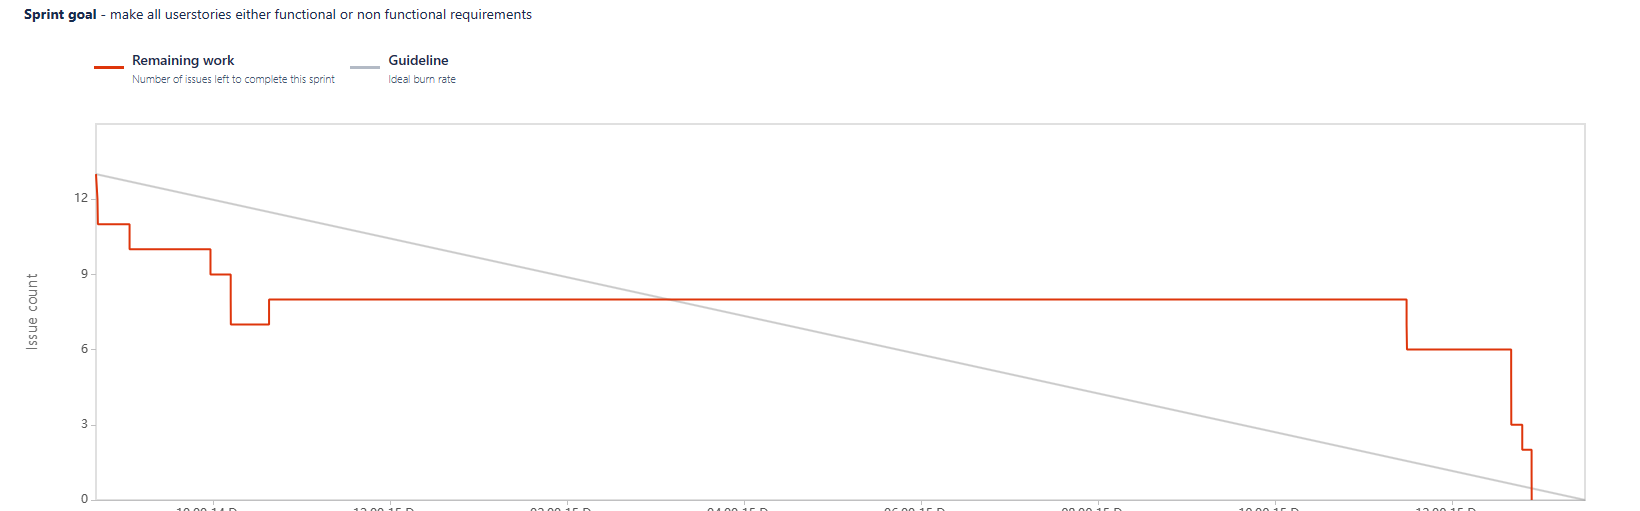 Sprint goal - make all userstories either functional or non functional requirements
Remaining work
Number of issues left to complete this sprint
Guideline
Ideal burn rate
12
9
6
3
0
Issue count